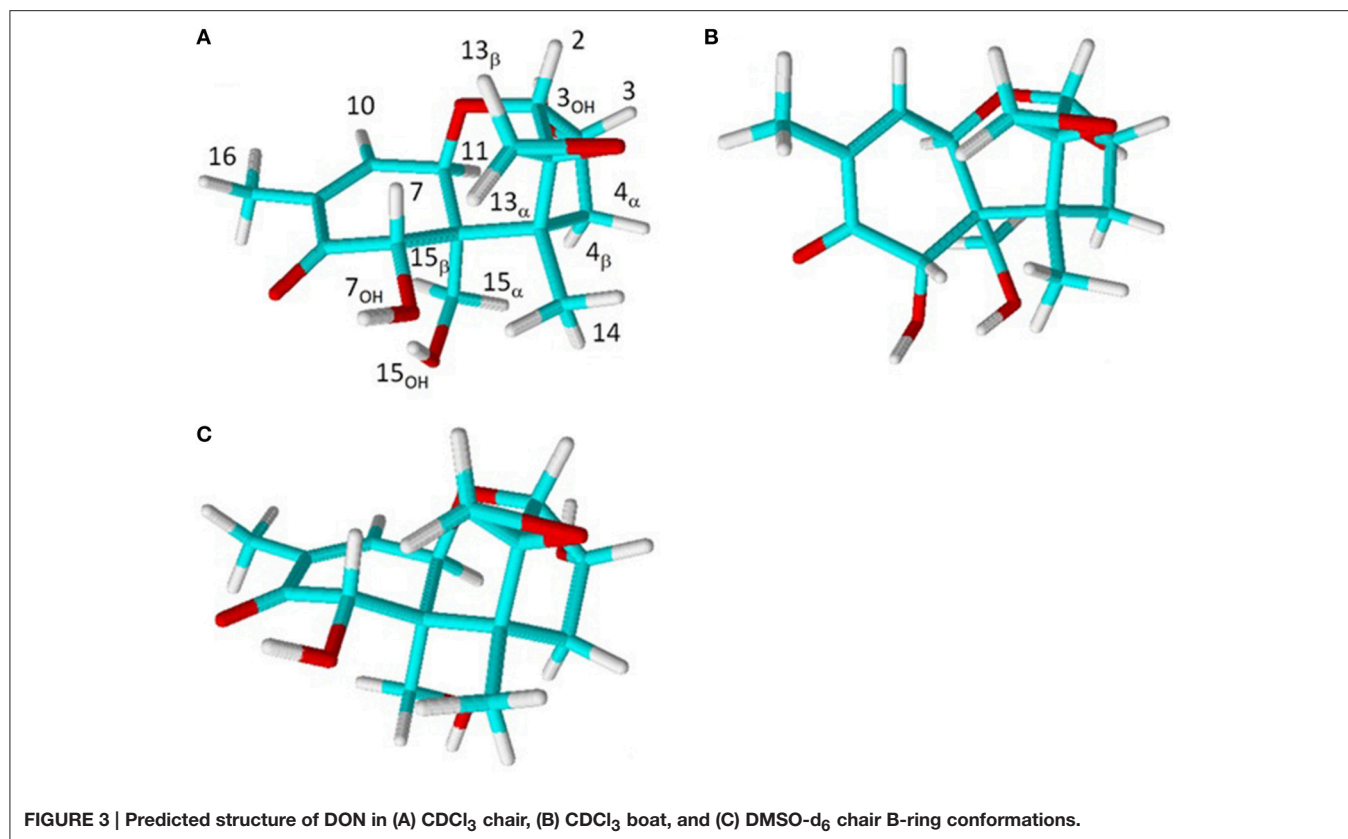 A
B
2
13β
10
3OH
3
16
11
7
13α
4α
15β
4β
7OH
15α
14
15OH
C
FIGURE 3 | Predicted structure of DON in (A) CDCl₃ chair, (B) CDCl₃ boat, and (C) DMSO-d₆ chair B-ring conformations.